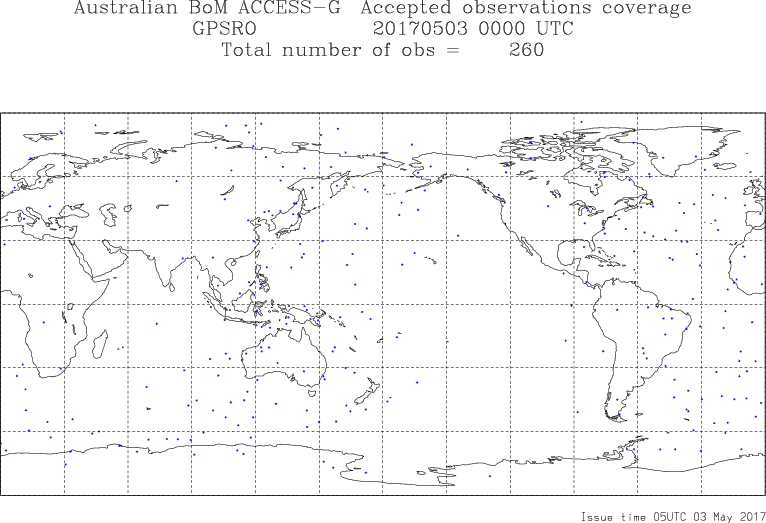 Australian BoM ACCESS-G Accepted observations coverage
GPSRO 20170503 0000 UTC
Total number of obs = 260
Issue time 05UTC 03 May 2017